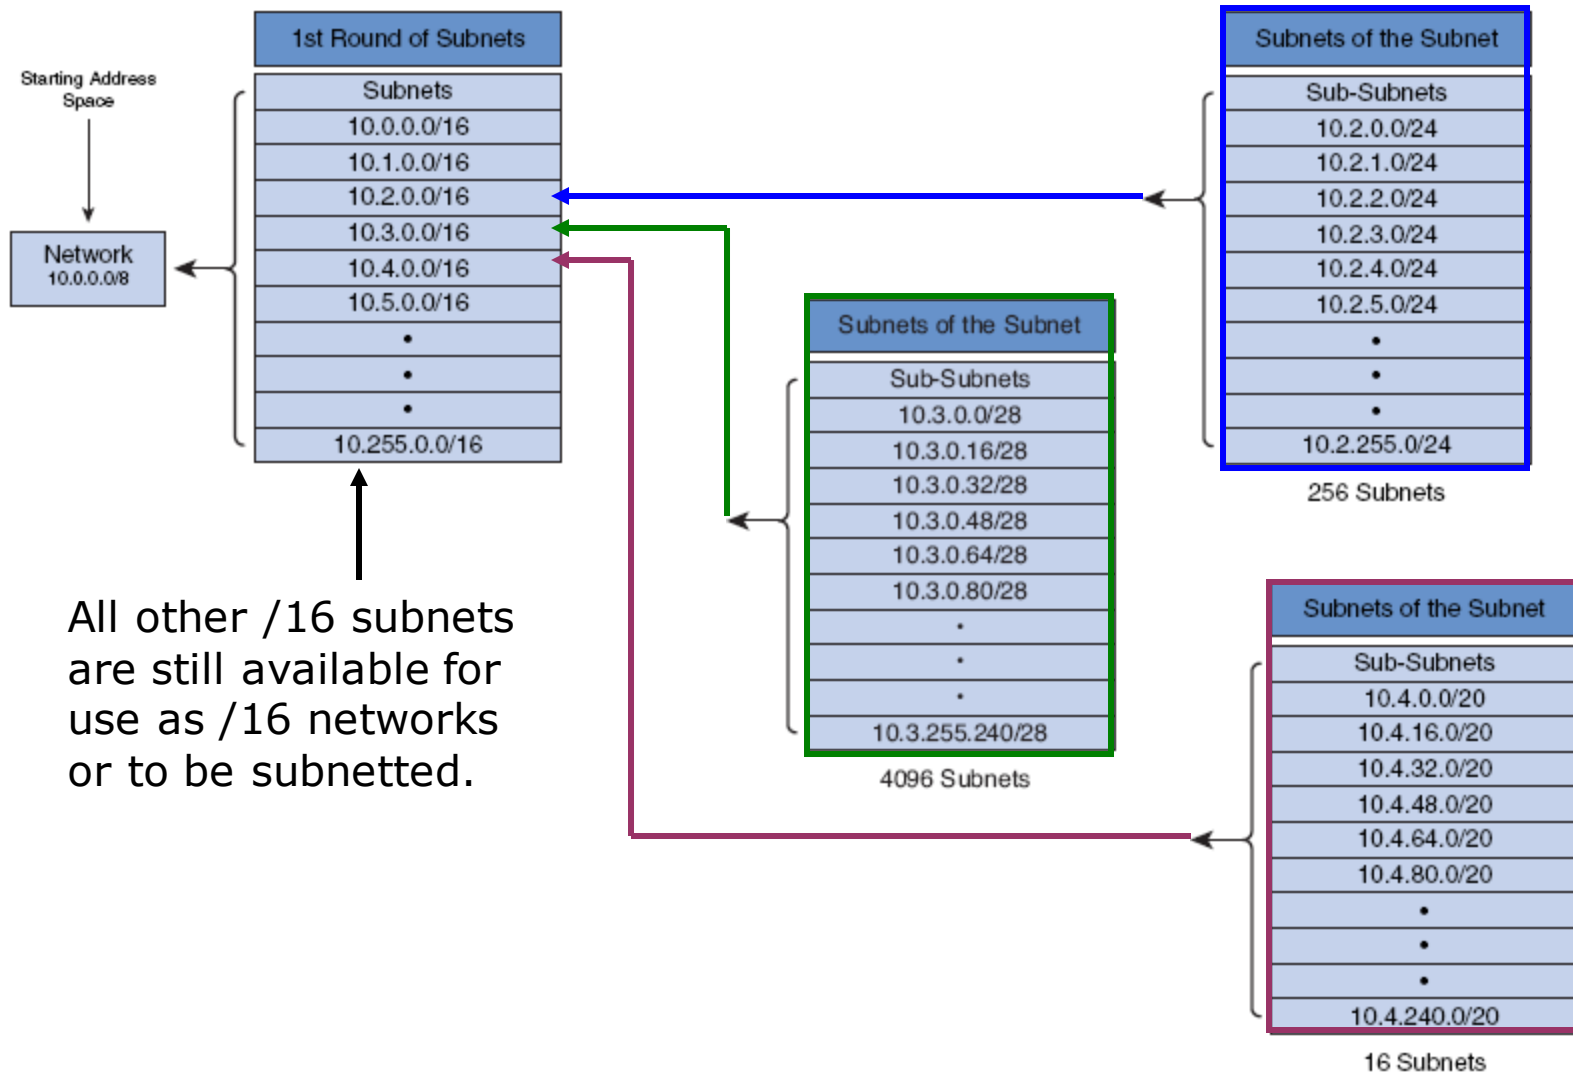 Starting Address
Space
Network
10.0.0.0/8
1st Round of Subnets
Subnets
10.0.0.0/16
10.1.0.0/16
10.2.0.0/16
10.3.0.0/16
10.4.0.0/16
10.5.0.0/16
10.255.0.0/16
All other /16 subnets
are still available for
use as /16 networks
or to be subnetted.
Subnets of the Subnet
Sub-Subnets
10.3.0.0/28
10.3.0.16/28
10.3.0.32/28
10.3.0.48/28
10.3.0.64/28
10.3.0.80/28
10.3.255.240/28
4096 Subnets
Subnets of the Subnet
Sub-Subnets
10.2.0.0/24
10.2.1.0/24
10.2.2.0/24
10.2.3.0/24
10.2.4.0/24
10.2.5.0/24
10.2.255.0/24
256 Subnets
Subnets of the Subnet
Sub-Subnets
10.4.0.0/20
10.4.16.0/20
10.4.32.0/20
10.4.48.0/20
10.4.64.0/20
10.4.80.0/20
10.4.240.0/20
16 Subnets